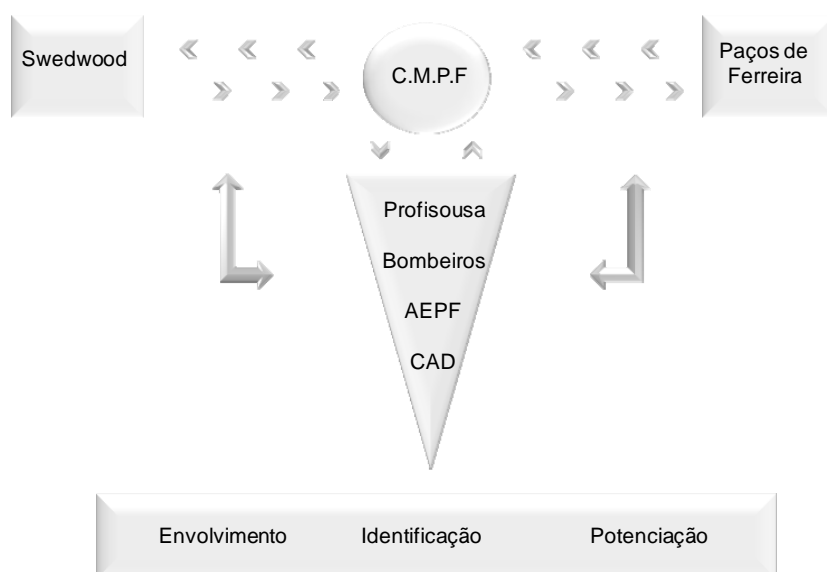 Swedwood
C.M.P.F
Paços de
Ferreira
Profisousa
Bombeiros
AEPF
CAD
Envolvimento Identificação Potenciação